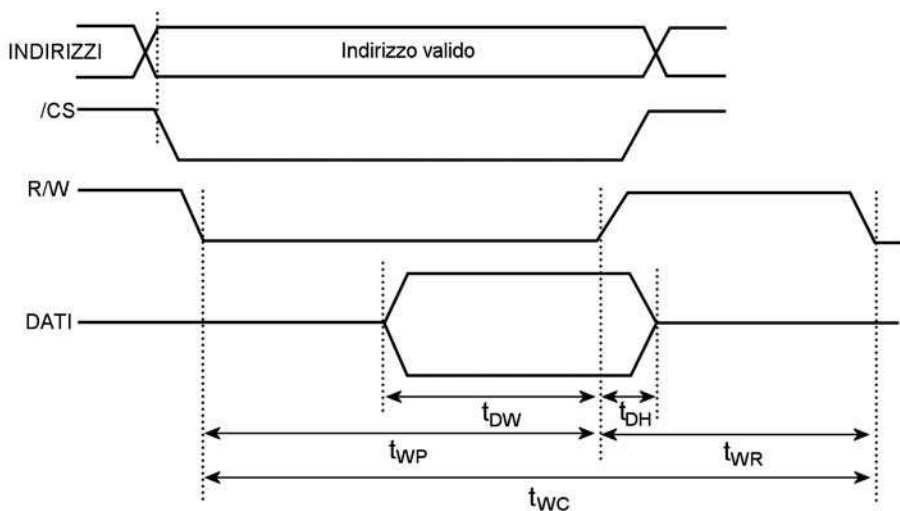 INDIRIZZI
Indirizzo valido
/CS
R/W
DATI
tDW
tDH
tWP
tWR
tWC